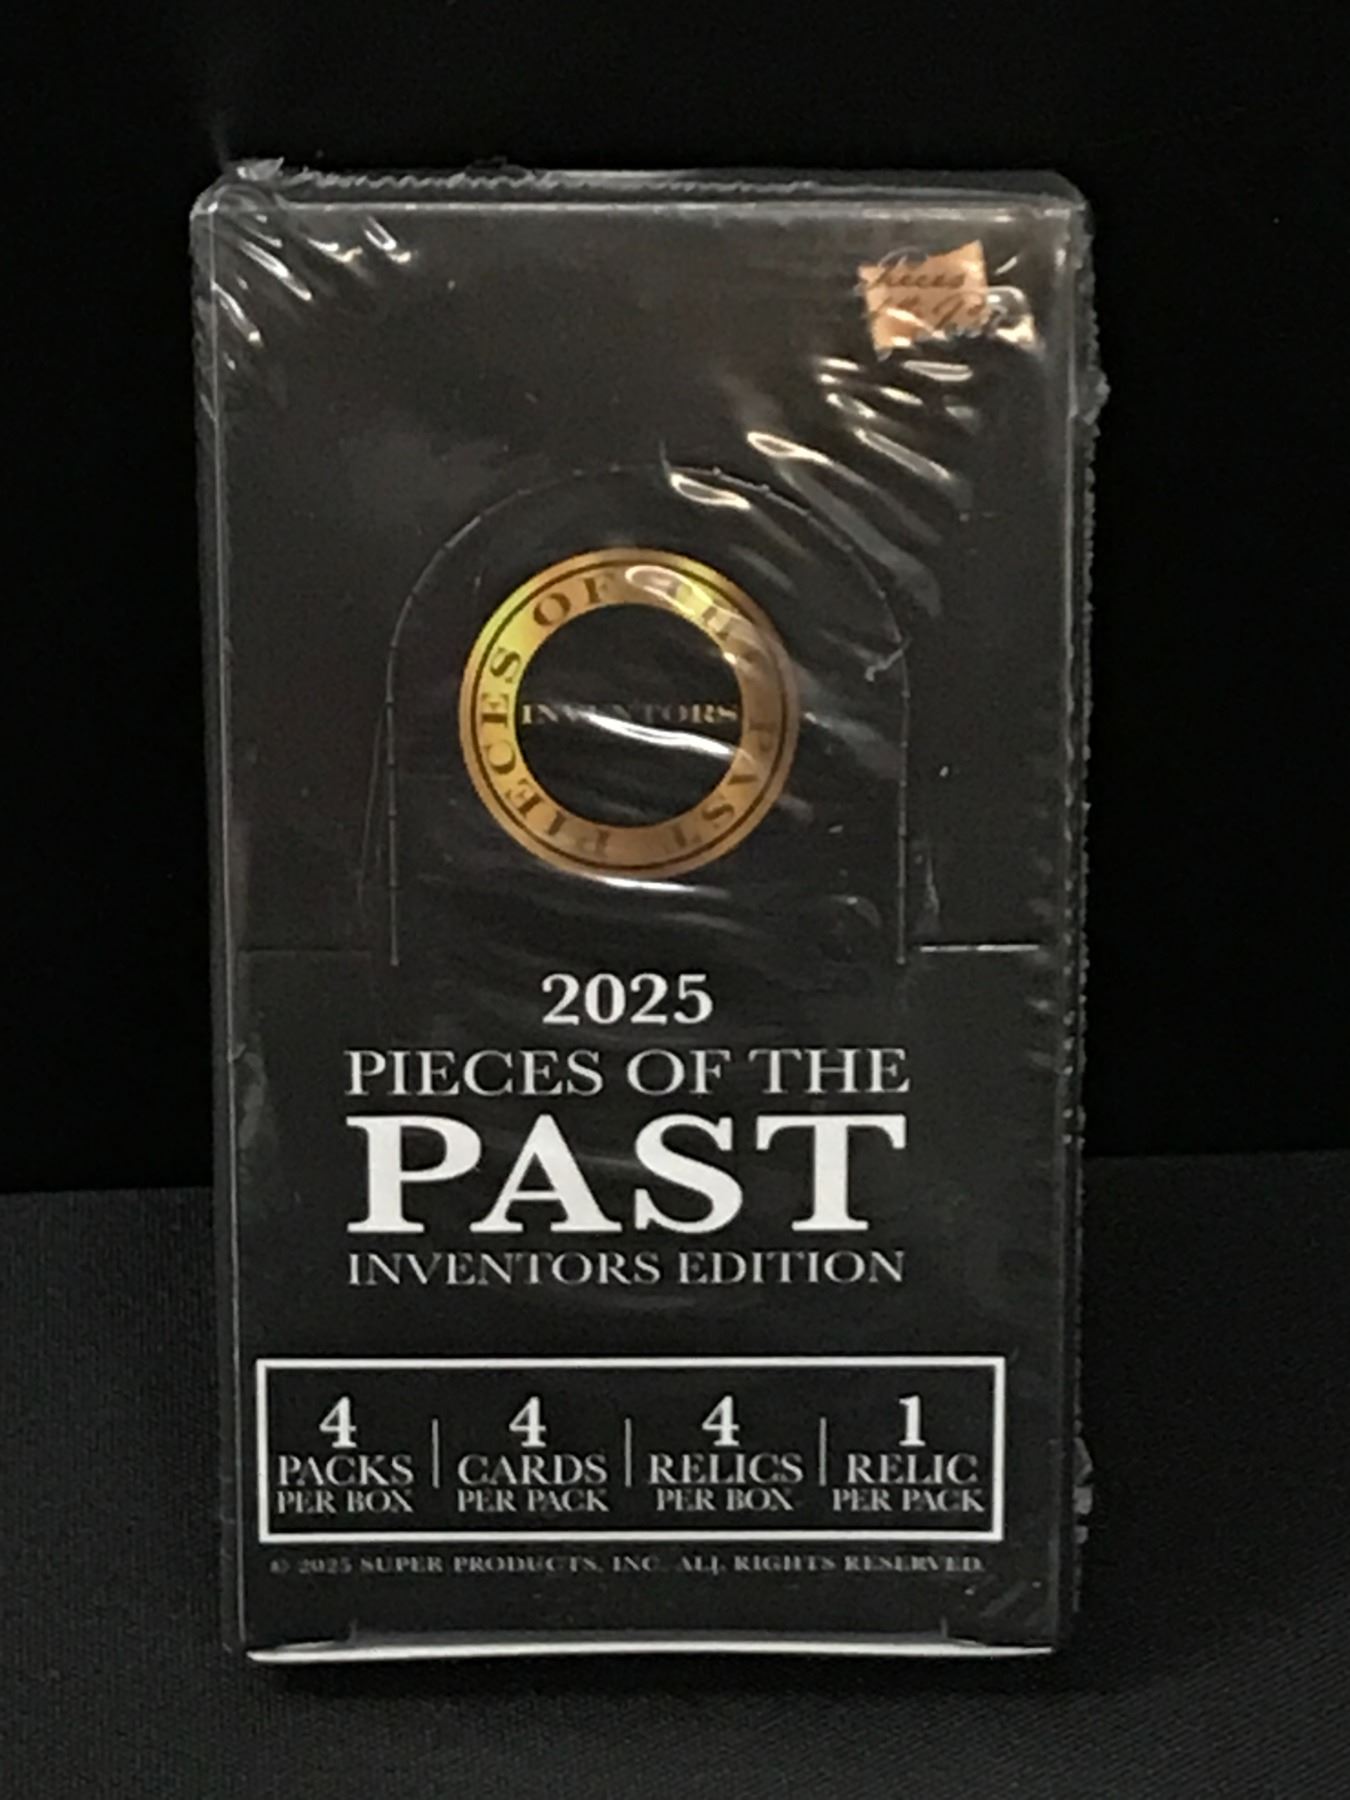 Pieces
PIECES OF THE PAST
INVENTORS
2025
PIECES OF THE
PAST
INVENTORS EDITION
4 4 4 1
PACKS CARDS RELICS RELIC
PER BOX PER PACK PER BOX PER PACK
© 2025 SUPER PRODUCTS, INC. ALL RIGHTS RESERVED.